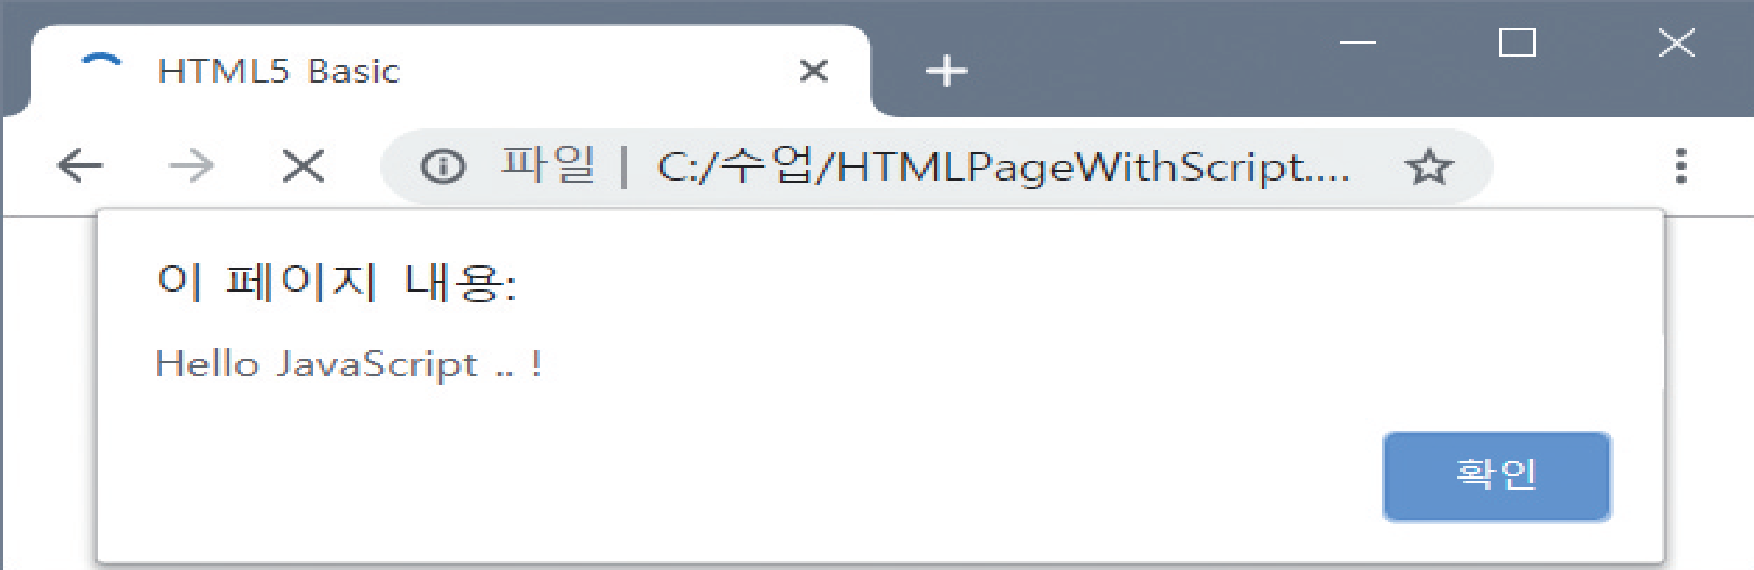 HTML5 Basic
파일 | C:/수업/HTMLPageWithScript....
이 페이지 내용:
Hello JavaScript .. !
확인